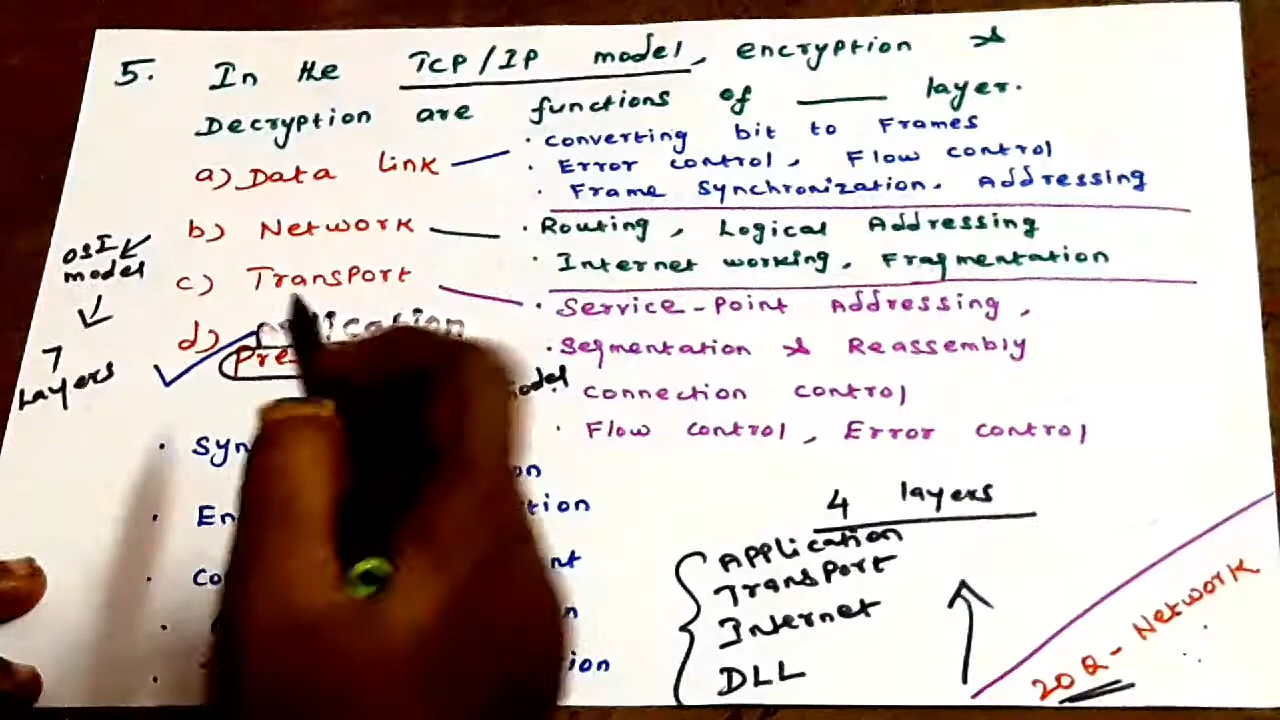 5. In the TCP/IP model, encryption &
Decryption are functions of ____ layer.
a) Data Link
· converting bit to Frames
· Error control, Flow control
· Frame Synchronization. Addressing
b) Network
· Routing, Logical Addressing
· Internet working, Fragmentation
c) Transport
· Service-Point Addressing,
· Segmentation & Reassembly
· Connection control
· Flow control, Error control
d)
OSI
model
7
Layers
model
4 layers
Application
Transport
Internet
DLL
20Q - Network